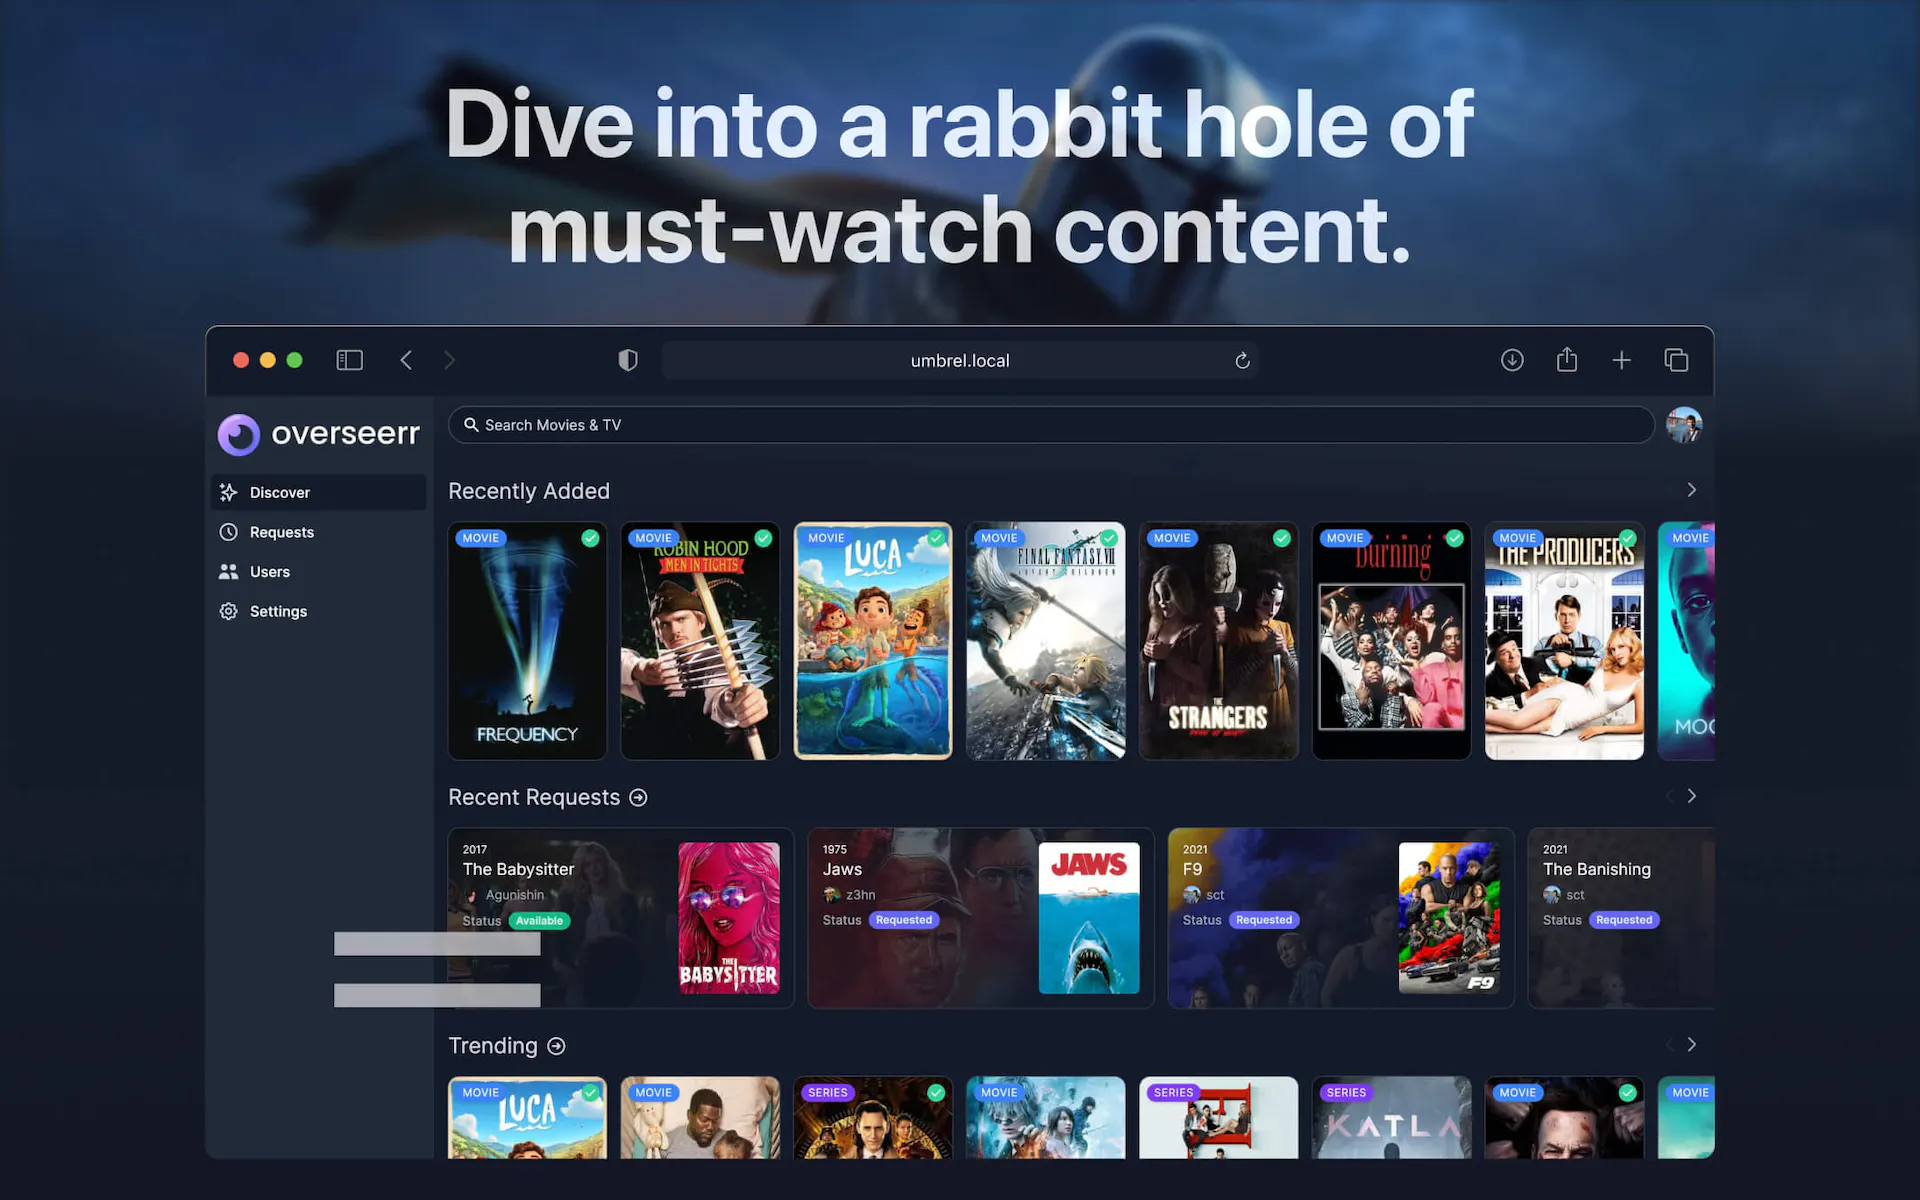 Dive into a rabbit hole of
must-watch content.
umbrel.local
overseerr
Search Movies & TV
Discover
Requests
Users
Settings
Recently Added
MOVIE
FREQUENCY
MOVIE
ROBIN HOOD
MEN IN TIGHTS
MOVIE
LUCA
MOVIE
FINAL FANTASY VII
ADVENT CHILDREN
MOVIE
THE
STRANGERS
MOVIE
Burning
MOVIE
THE PRODUCERS
MOVIE
Recent Requests
2017
The Babysitter
Agunishin
Status Available
THE
BABYSITTER
1975
Jaws
z3hn
Status Requested
JAWS
2021
F9
sct
Status Requested
F9
2021
The Banishing
sct
Status Requested
Trending
MOVIE
LUCA
MOVIE
SERIES
MOVIE
SERIES
SERIES
KATLA
MOVIE
MOVIE